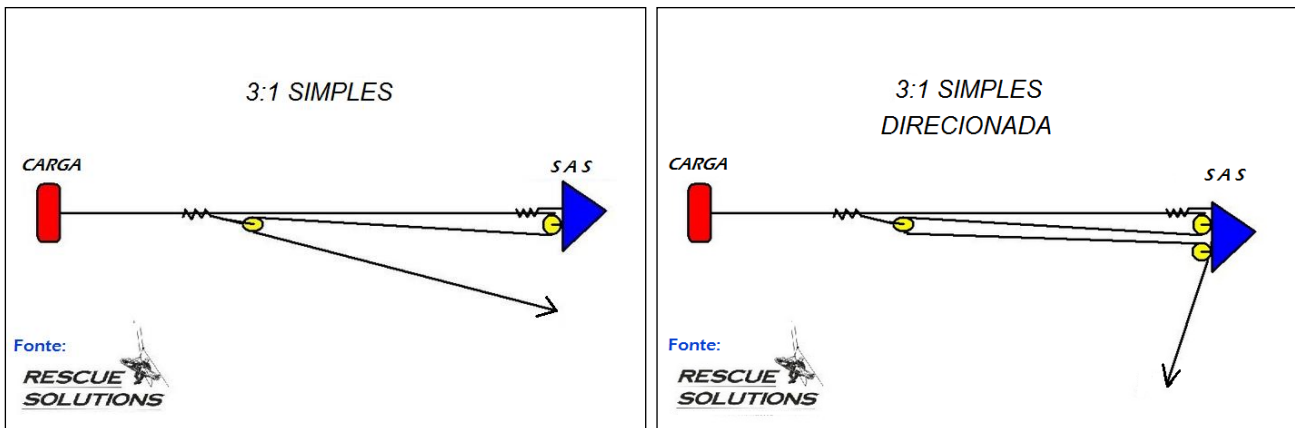 3:1 SIMPLES
CARGA
S A S
Fonte:
RESCUE
SOLUTIONS
3:1 SIMPLES
DIRECIONADA
CARGA
S A S
Fonte:
RESCUE
SOLUTIONS